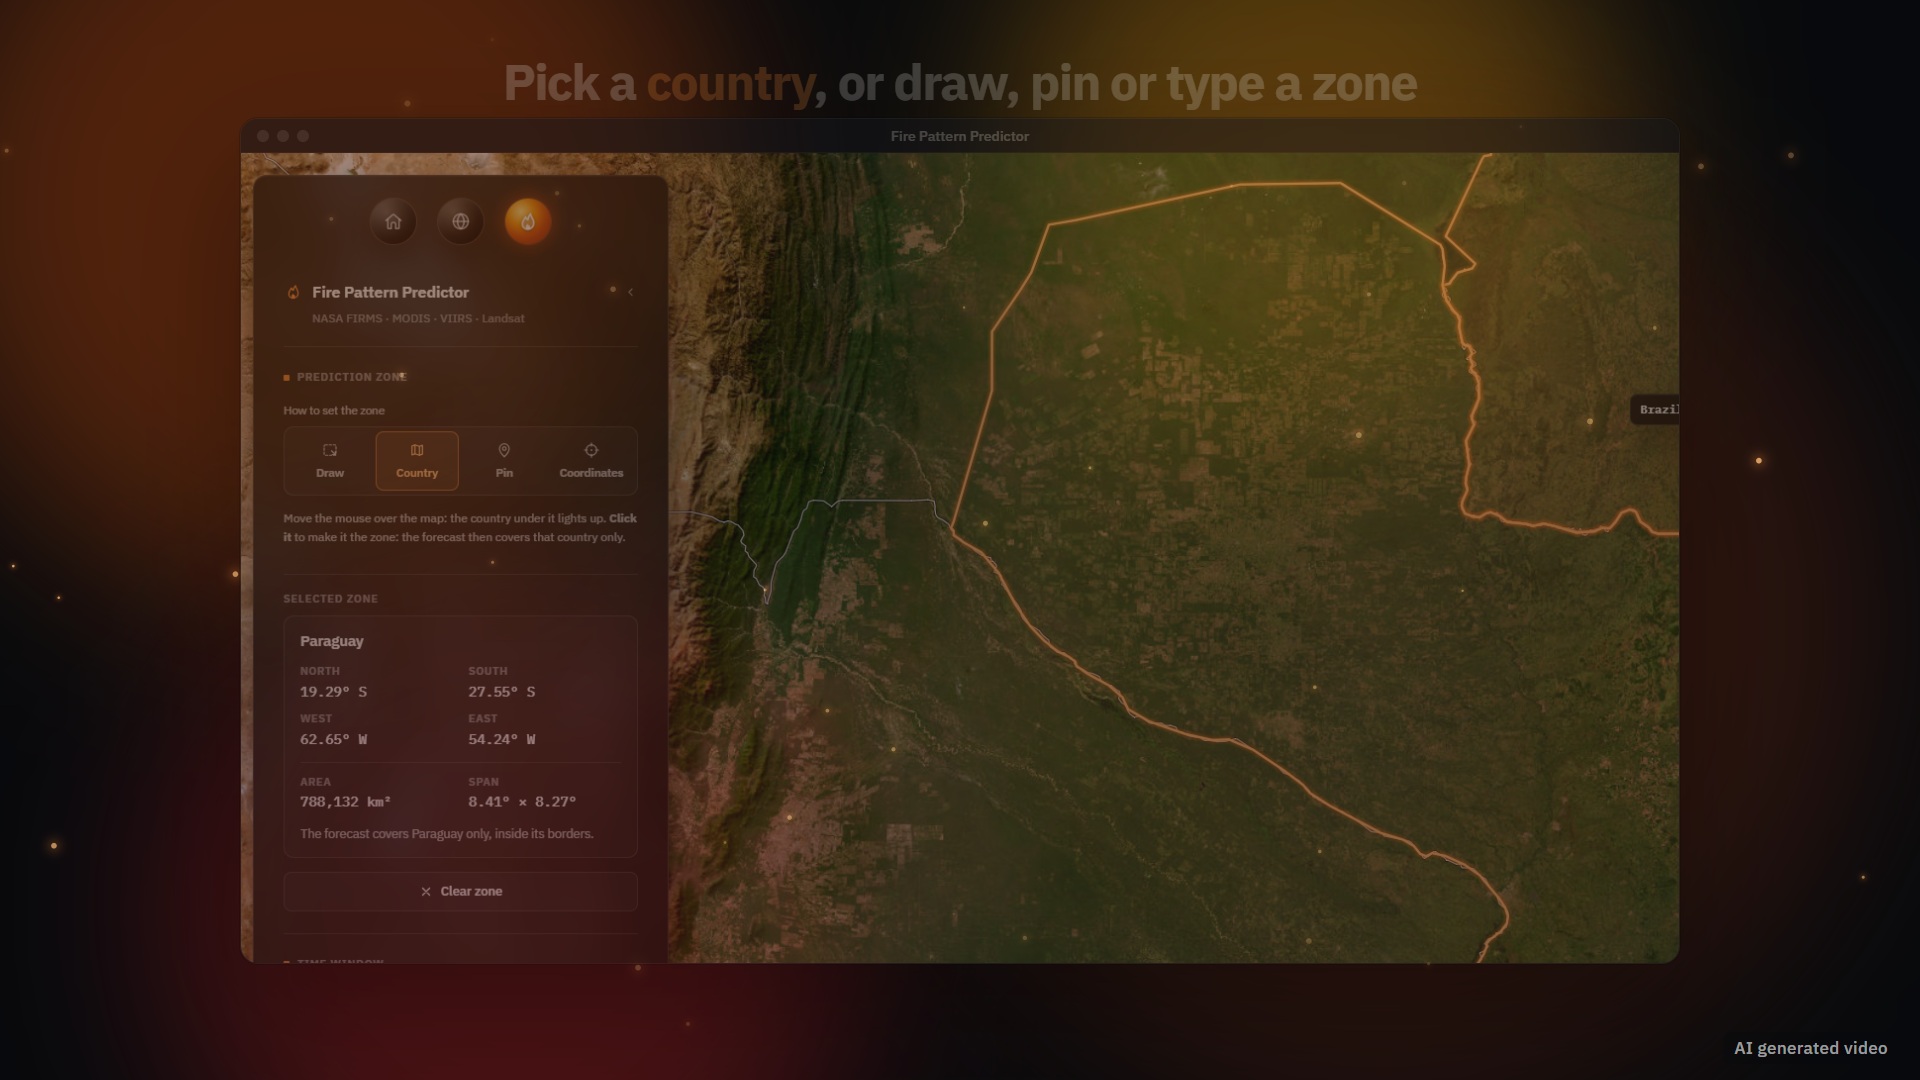 Pick a country, or draw, pin or type a zone
Fire Pattern Predictor
Fire Pattern Predictor
NASA FIRMS · MODIS · VIIRS · Landsat
PREDICTION ZONE
How to set the zone
Draw
Country
Pin
Coordinates
Move the mouse over the map: the country under it lights up. Click
it to make it the zone: the forecast then covers that country only.
SELECTED ZONE
Paraguay
NORTH
SOUTH
19.29° S
27.55° S
WEST
EAST
62.65° W
54.24° W
AREA
SPAN
788,132 km²
8.41° × 8.27°
The forecast covers Paraguay only, inside its borders.
Clear zone
TIME WINDOW
Brazil
AI generated video